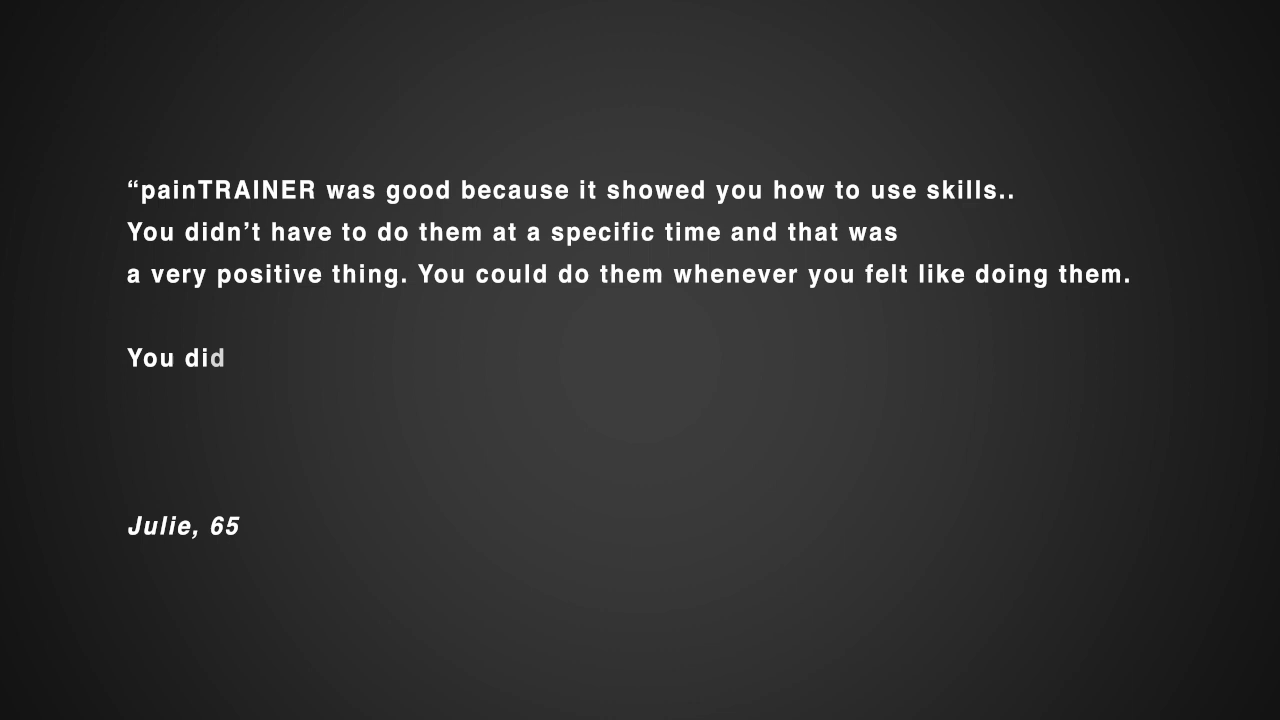 “painTRAINER was good because it showed you how to use skills..
You didn’t have to do them at a specific time and that was
a very positive thing. You could do them whenever you felt like doing them.
You did
Julie, 65